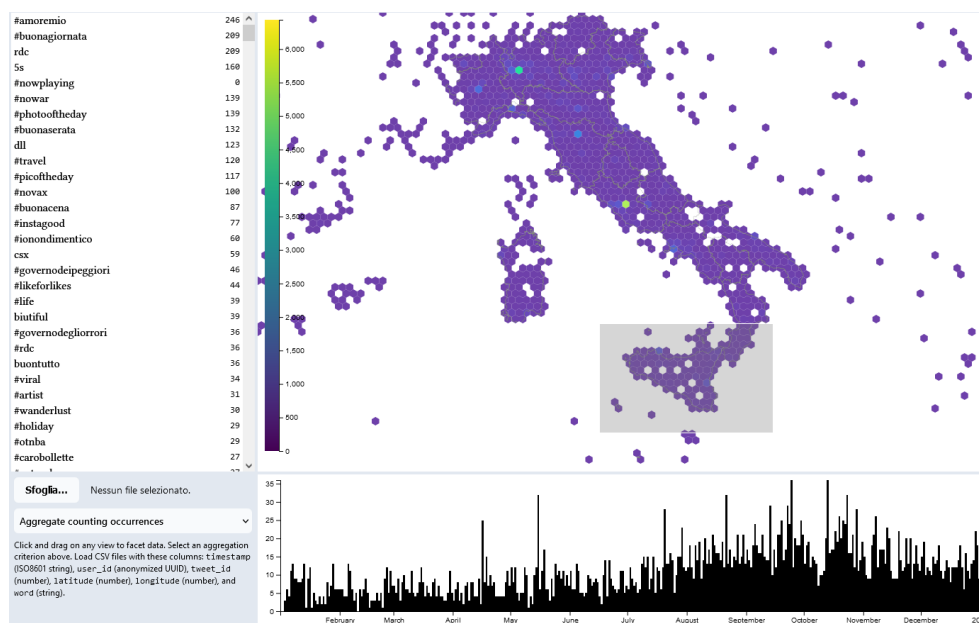 #amoremio 246
#buonagiornata 209
rdc 209
5s 160
#nowplaying 0
#nowar 139
#photooftheday 139
#buonaserata 132
dll 123
#travel 120
#picoftheday 117
#novax 100
#buonacena 87
#instagood 77
#ionondimentico 60
csx 59
#governodeipeggiori 46
#likeforlikes 44
#life 39
biutiful 39
#governodegliorrori 36
#rdc 36
buontutto 36
#viral 34
#artist 31
#wanderlust 30
#holiday 29
#otnba 29
#carobollette 27
6,000
5,500
5,000
4,500
4,000
3,500
3,000
2,500
2,000
1,500
1,000
500
0
Sfoglia... Nessun file selezionato.
Aggregate counting occurrences
Click and drag on any view to facet data. Select an aggregation
criterion above. Load CSV files with these columns: timestamp
(ISO8601 string), user_id (anonymized UUID), tweet_id
(number), latitude (number), longitude (number), and
word (string).
35
30
25
20
15
10
5
0
February March April May June July August September October November December